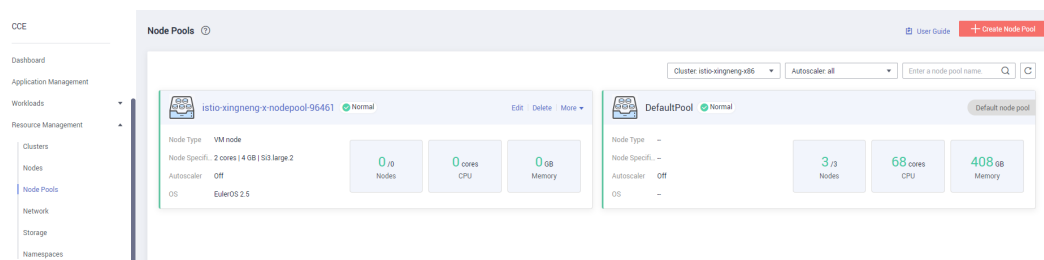 CCE
Dashboard
Application Management
Workloads
Resource Management
Clusters
Nodes
Node Pools
Network
Storage
Namespaces
Node Pools
User Guide
Create Node Pool
Cluster: istio-xingneng-x86
Autoscaler: all
Enter a node pool name.
istio-xingneng-x-nodepool-96461 Normal
Edit Delete More
Node Type VM node
Node Specifi... 2 cores | 4 GB | Si3.large.2
Autoscaler Off
OS EulerOS 2.5
0 /0
Nodes
0 cores
CPU
0 GB
Memory
DefaultPool Normal
Default node pool
Node Type –
Node Specifi... –
Autoscaler Off
OS –
3 /3
Nodes
68 cores
CPU
408 GB
Memory